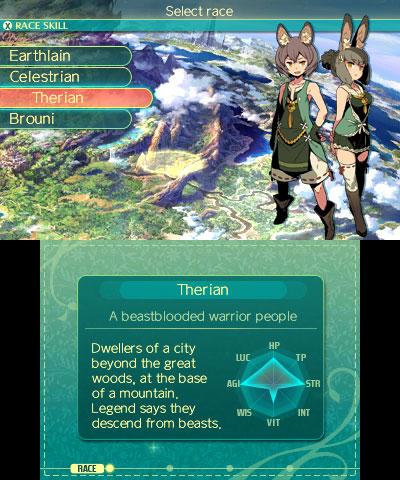 Select race
X RACE SKILL
Earthlain
Celestrian
Therian
Brouni
Therian
A beastblooded warrior people
Dwellers of a city
beyond the great
woods, at the base
of a mountain.
Legend says they
descend from beasts.
HP
LUC TP
AGI STR
WIS INT
VIT
RACE